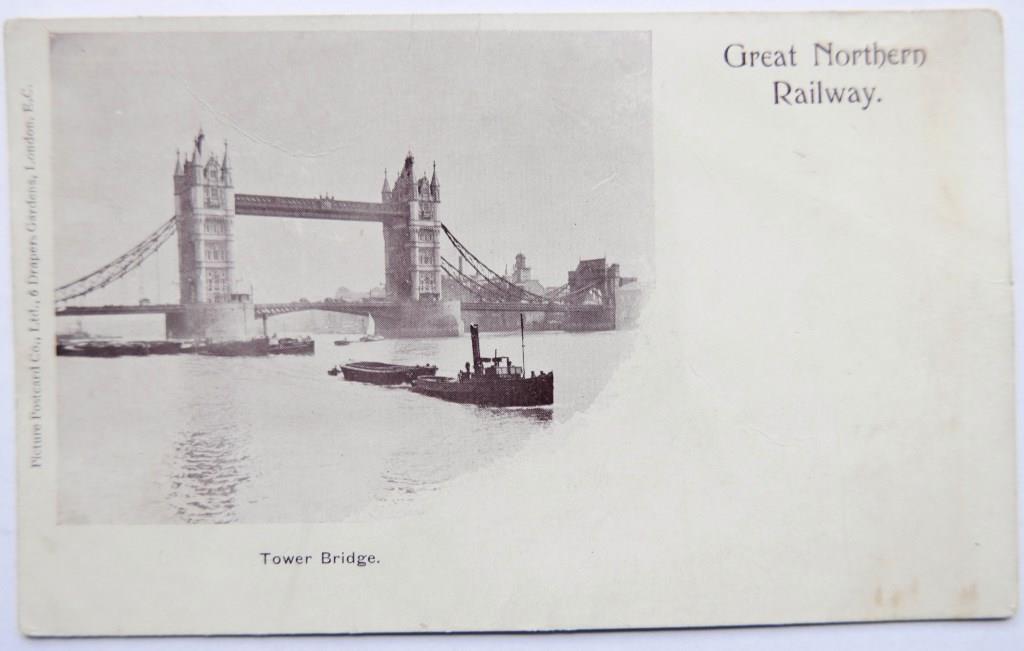 Great Northern
Railway.
Picture Postcard Co., Ltd., 6 Drapers Gardens, London, E.C.
Tower Bridge.